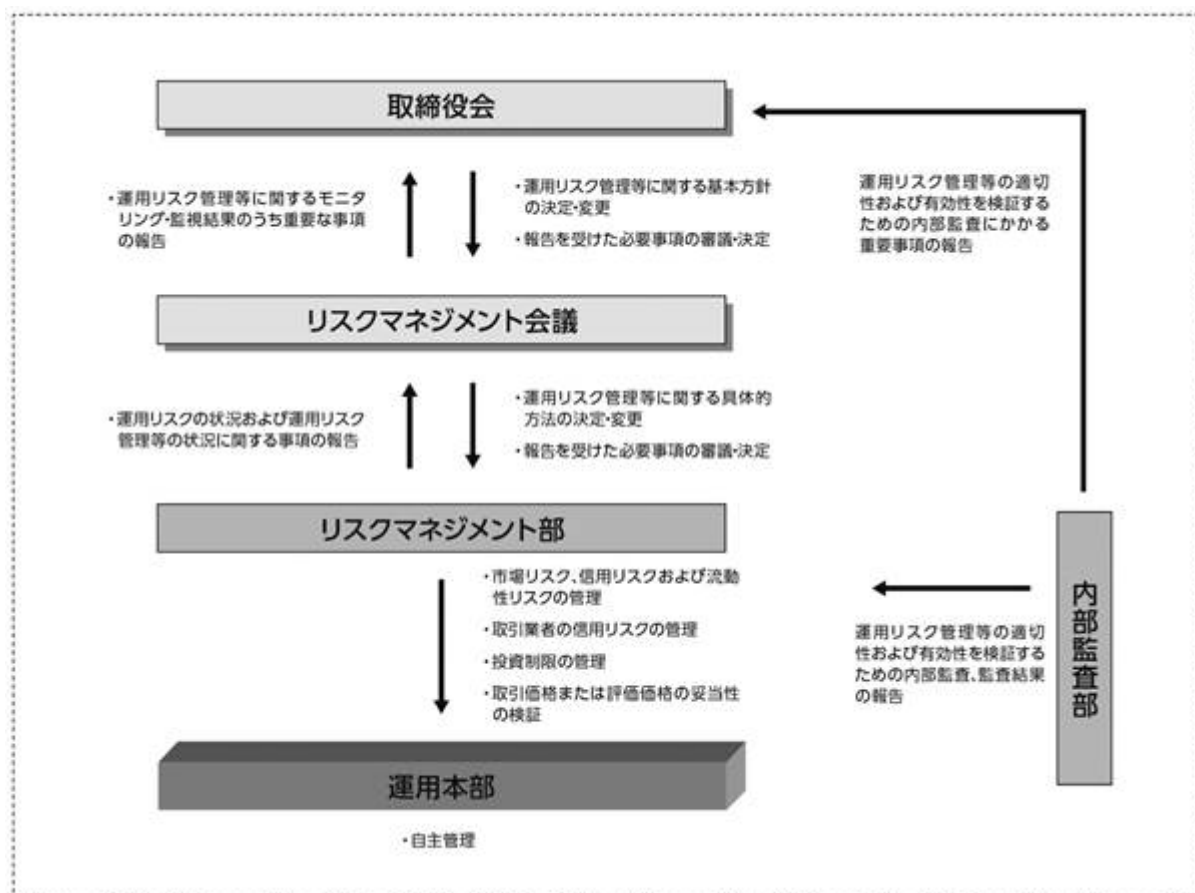 取締役会
・運用リスク管理等に関するモニタ
リング・監視結果のうち重要な事項
の報告
・運用リスク管理等に関する基本方針
の決定・変更
・報告を受けた必要事項の審議・決定
運用リスク管理等の適切
性および有効性を検証する
ための内部監査にかかる
重要事項の報告
リスクマネジメント会議
・運用リスクの状況および運用リスク
管理等の状況に関する事項の報告
・運用リスク管理等に関する具体的
方法の決定・変更
・報告を受けた必要事項の審議・決定
リスクマネジメント部
・市場リスク、信用リスクおよび流動
性リスクの管理
・取引業者の信用リスクの管理
・投資制限の管理
・取引価格または評価価格の妥当性
の検証
運用リスク管理等の適切
性および有効性を検証する
ための内部監査、監査結果
の報告
内部監査部
運用本部
・自主管理